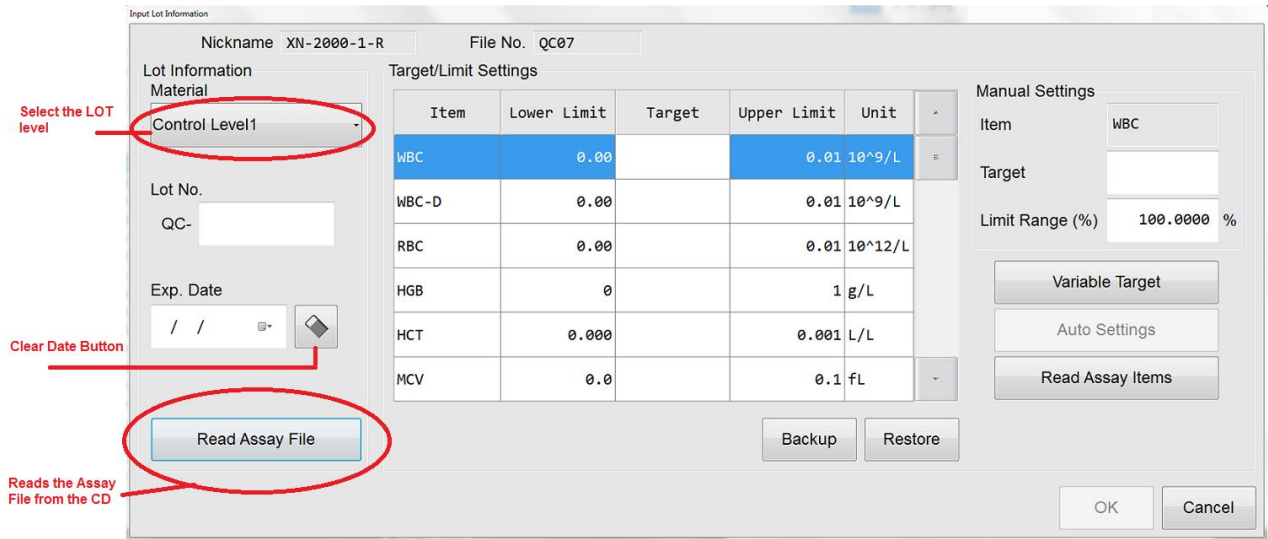 Input Lot Information
Nickname XN-2000-1-R File No. QC07
Lot Information
Material
Control Level1
Lot No.
QC-
Exp. Date
/ /
Read Assay File
Target/Limit Settings
Item Lower Limit Target Upper Limit Unit
WBC 0.00 0.01 10^9/L
WBC-D 0.00 0.01 10^9/L
RBC 0.00 0.01 10^12/L
HGB 0 1 g/L
HCT 0.000 0.001 L/L
MCV 0.0 0.1 fL
Backup Restore
Manual Settings
Item WBC
Target
Limit Range (%) 100.0000 %
Variable Target
Auto Settings
Read Assay Items
OK Cancel
Select the LOT
level
Clear Date Button
Reads the Assay
File from the CD